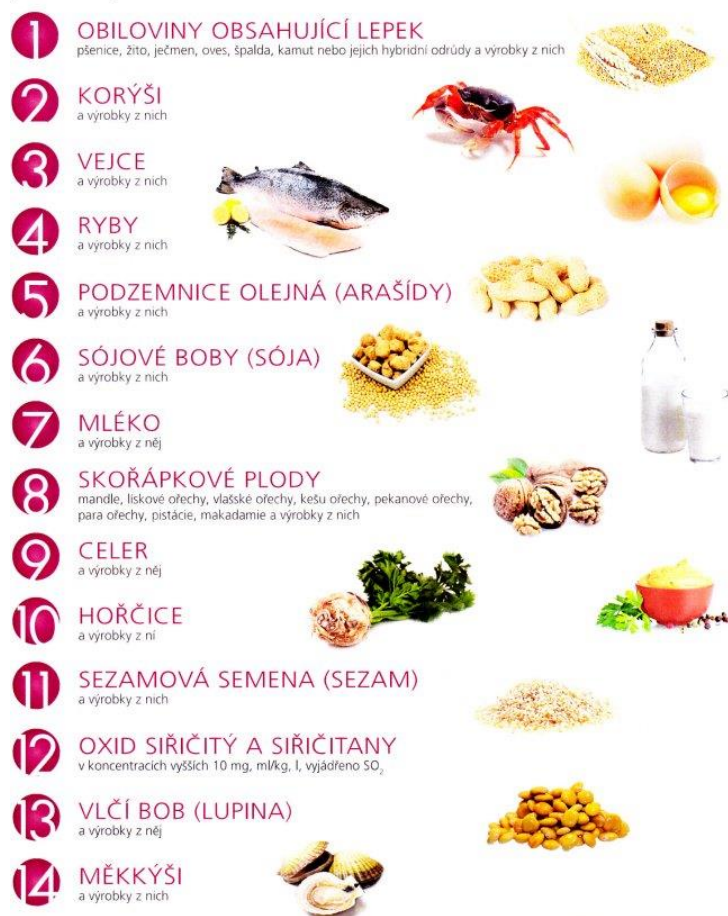 1 OBILOVINY OBSAHUJÍCÍ LEPEK
pšenice, žito, ječmen, oves, špalda, kamut nebo jejich hybridní odrúdy a výrobky z nich
2 KORÝŠI
a výrobky z nich
3 VEJCE
a výrobky z nich
4 RYBY
a výrobky z nich
5 PODZEMNICE OLEJNÁ (ARAŠÍDY)
a výrobky z nich
6 SÓJOVÉ BOBY (SÓJA)
a výrobky z nich
7 MLÉKO
a výrobky z něj
8 SKOŘÁPKOVÉ PLODY
mandle, lískové ořechy, vlašské ořechy, kešu ořechy, pekanové ořechy,
para ořechy, pistácie, makadamie a výrobky z nich
9 CELER
a výrobky z něj
10 HOŘČICE
a výrobky z ní
11 SEZAMOVÁ SEMENA (SEZAM)
a výrobky z nich
12 OXID SIŘIČITÝ A SIŘIČITANY
v koncentracích vyšších 10 mg, ml/kg, l, vyjádřeno SO₂
13 VLČÍ BOB (LUPINA)
a výrobky z něj
14 MĚKKÝŠI
a výrobky z nich